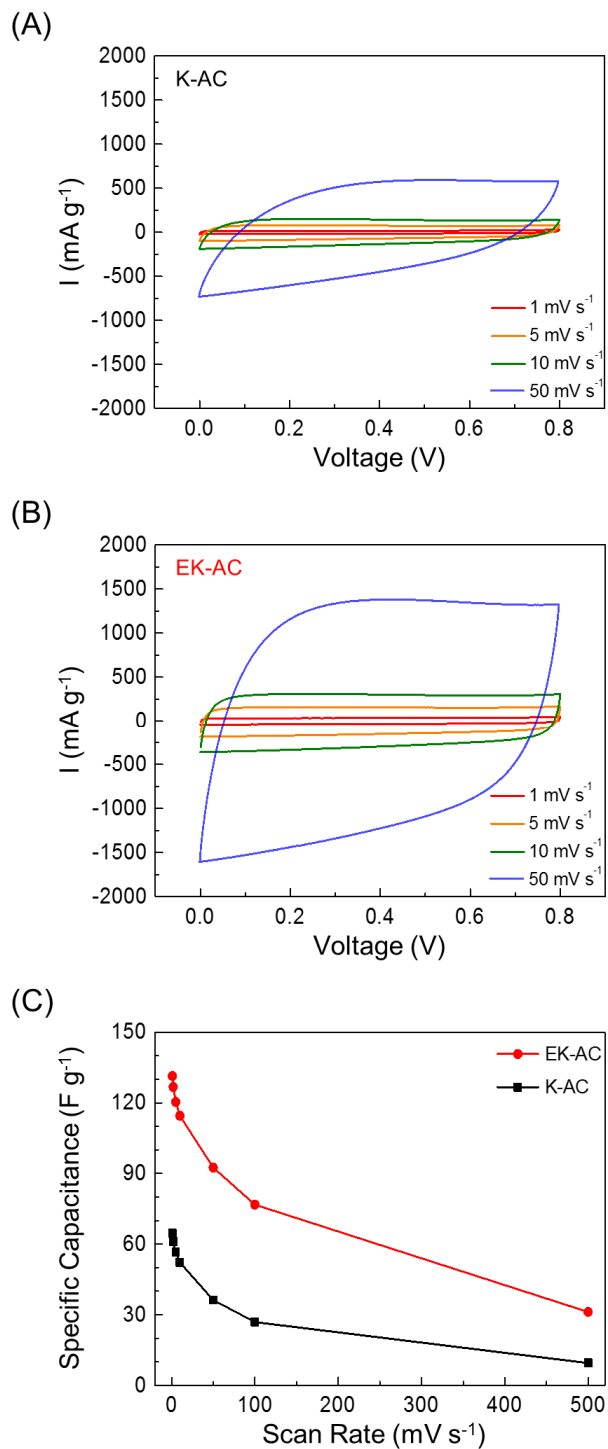 (A)
2000
1500
1000
500
0
-500
-1000
-1500
-2000
I (mA g⁻¹)
K-AC
1 mV s⁻¹
5 mV s⁻¹
10 mV s⁻¹
50 mV s⁻¹
0.0 0.2 0.4 0.6 0.8
Voltage (V)
(B)
2000
1500
1000
500
0
-500
-1000
-1500
-2000
I (mA g⁻¹)
EK-AC
1 mV s⁻¹
5 mV s⁻¹
10 mV s⁻¹
50 mV s⁻¹
0.0 0.2 0.4 0.6 0.8
Voltage (V)
(C)
150
120
90
60
30
0
Specific Capacitance (F g⁻¹)
EK-AC
K-AC
0 100 200 300 400 500
Scan Rate (mV s⁻¹)